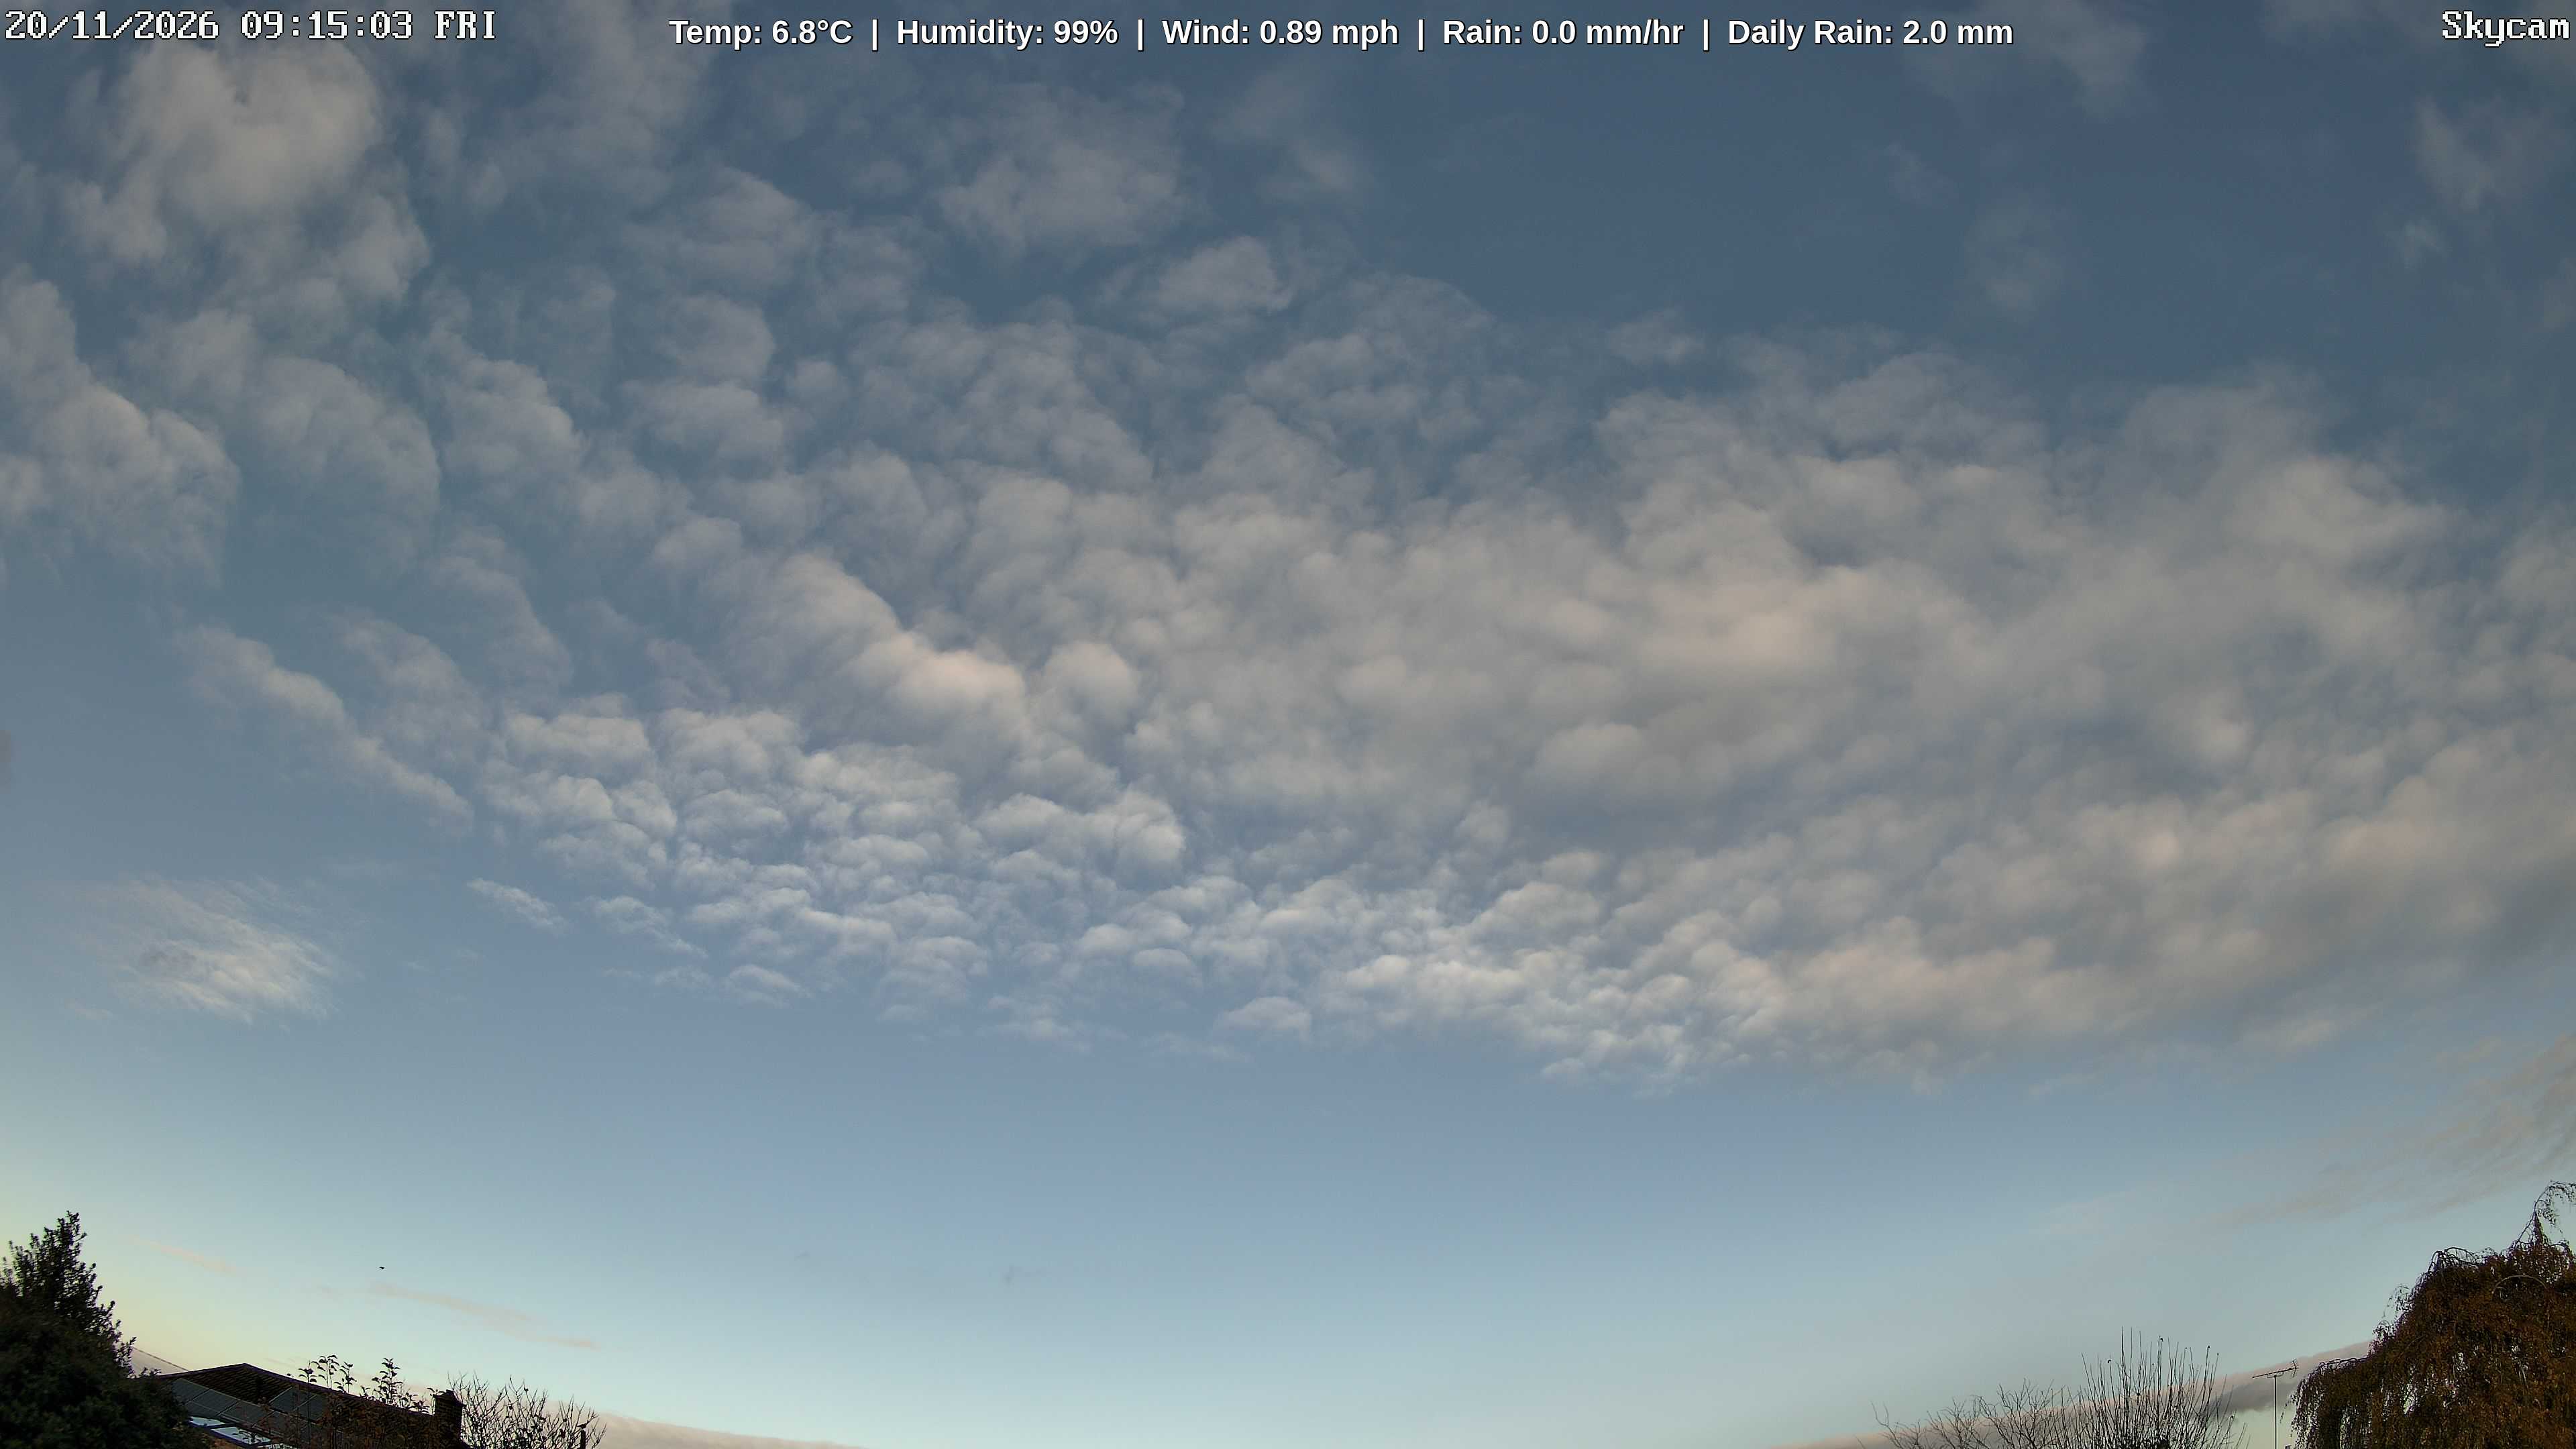 20/11/2026 09:15:03 FRI
Temp: 6.8°C | Humidity: 99% | Wind: 0.89 mph | Rain: 0.0 mm/hr | Daily Rain: 2.0 mm
Skycam